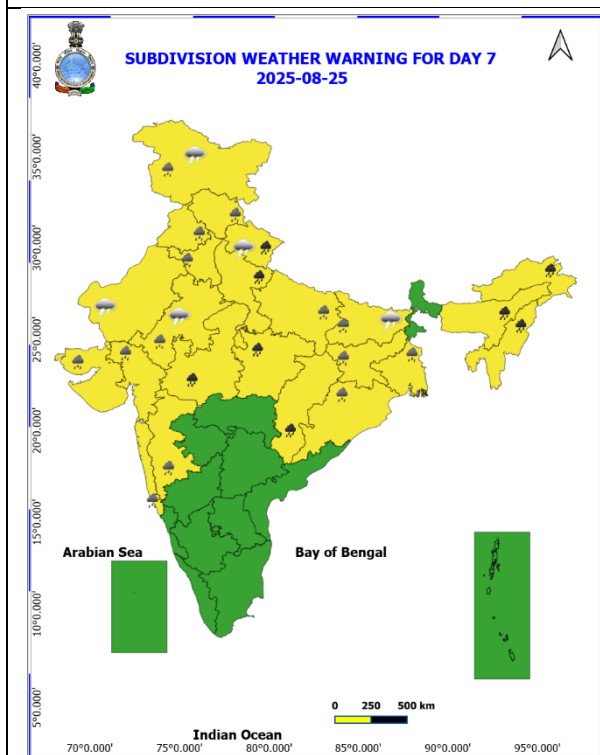 SUBDIVISION WEATHER WARNING FOR DAY 7
2025-08-25
40°0.000'
35°0.000'
30°0.000'
25°0.000'
20°0.000'
15°0.000'
10°0.000'
5°0.000'
Arabian Sea
Bay of Bengal
0 250 500 km
Indian Ocean
70°0.000' 75°0.000' 80°0.000' 85°0.000' 90°0.000' 95°0.000'